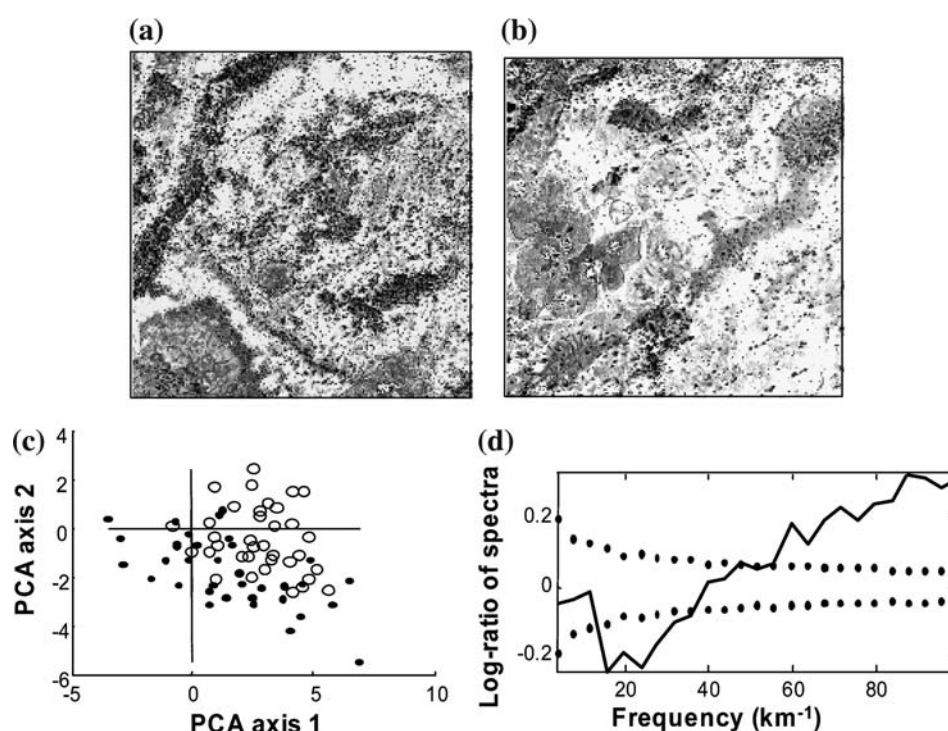 (a)
(b)
(c)
4
2
0
-2
-4
-6
PCA axis 2
-5
0
5
10
PCA axis 1
(d)
0.2
0
-0.2
Log-ratio of spectra
20
40
60
80
Frequency (km⁻¹)